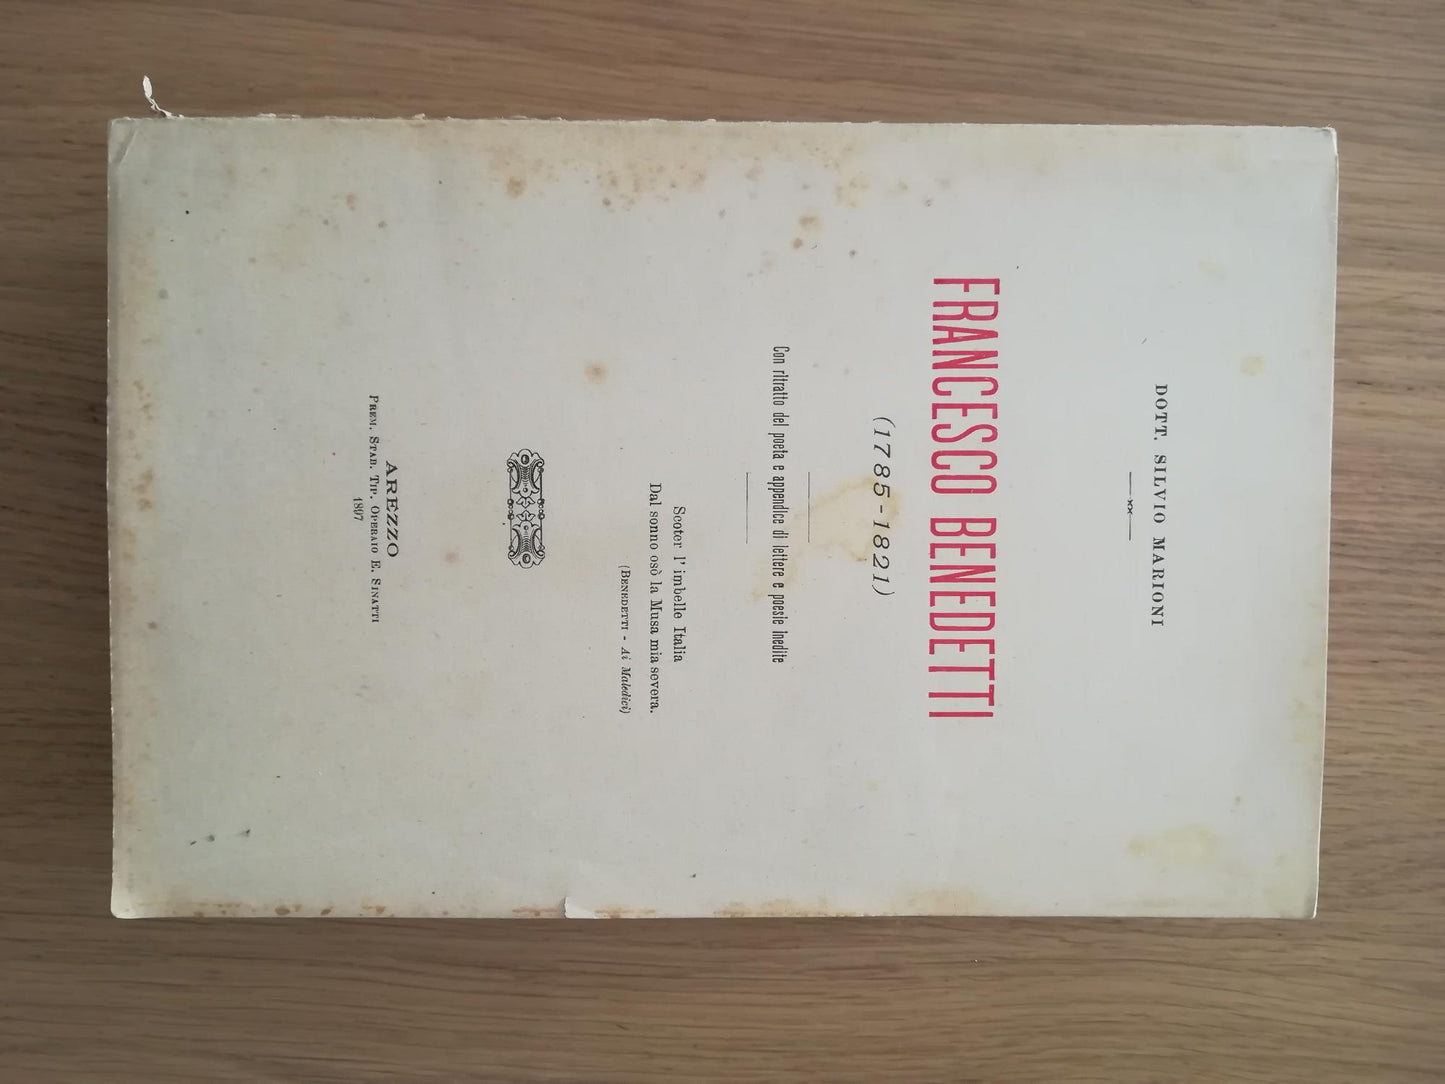 DOTT. SILVIO MARIONI
FRANCESCO BENEDETTI
(1785-1821)
Con ritratto del poeta e appendice di lettere e poesie inedite
Scoter l' imbelle Italia
Dal sonno osò la Musa mia severa.
(BENEDETTI - Ai Maledici)
AREZZO
PREM. STAB. TIP. OPERAIO E. SINATTI
1897